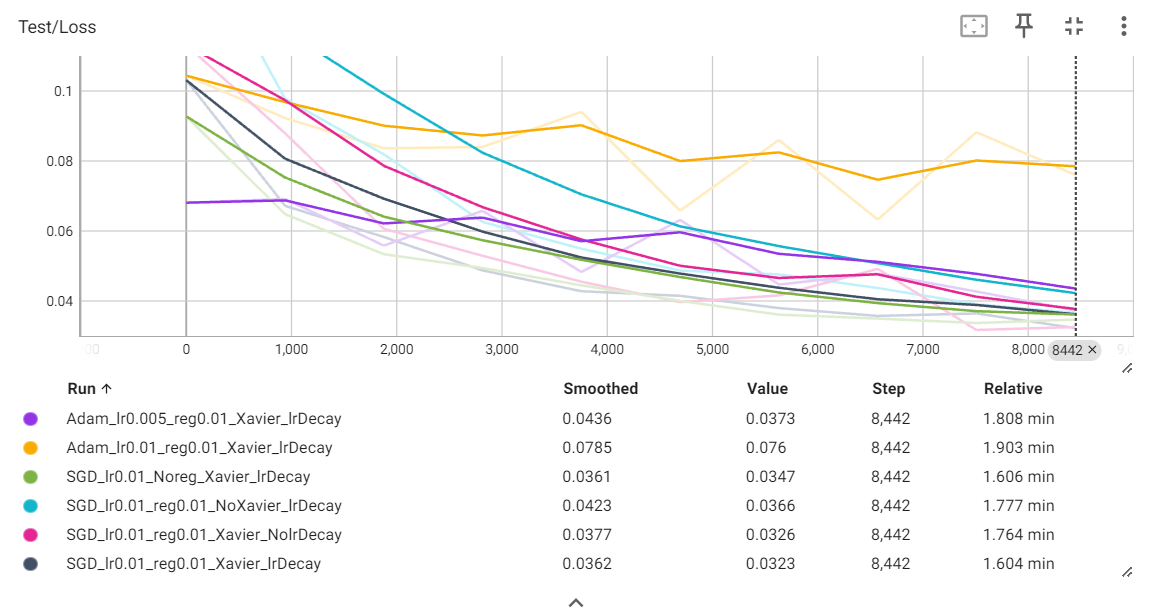 Test/Loss
0.1
0.08
0.06
0.04
0 1,000 2,000 3,000 4,000 5,000 6,000 7,000 8,000 8442 ×
Run ↑ Smoothed Value Step Relative
Adam_lr0.005_reg0.01_Xavier_lrDecay 0.0436 0.0373 8,442 1.808 min
Adam_lr0.01_reg0.01_Xavier_lrDecay 0.0785 0.076 8,442 1.903 min
SGD_lr0.01_Noreg_Xavier_lrDecay 0.0361 0.0347 8,442 1.606 min
SGD_lr0.01_reg0.01_NoXavier_lrDecay 0.0423 0.0366 8,442 1.777 min
SGD_lr0.01_reg0.01_Xavier_NolrDecay 0.0377 0.0326 8,442 1.764 min
SGD_lr0.01_reg0.01_Xavier_lrDecay 0.0362 0.0323 8,442 1.604 min